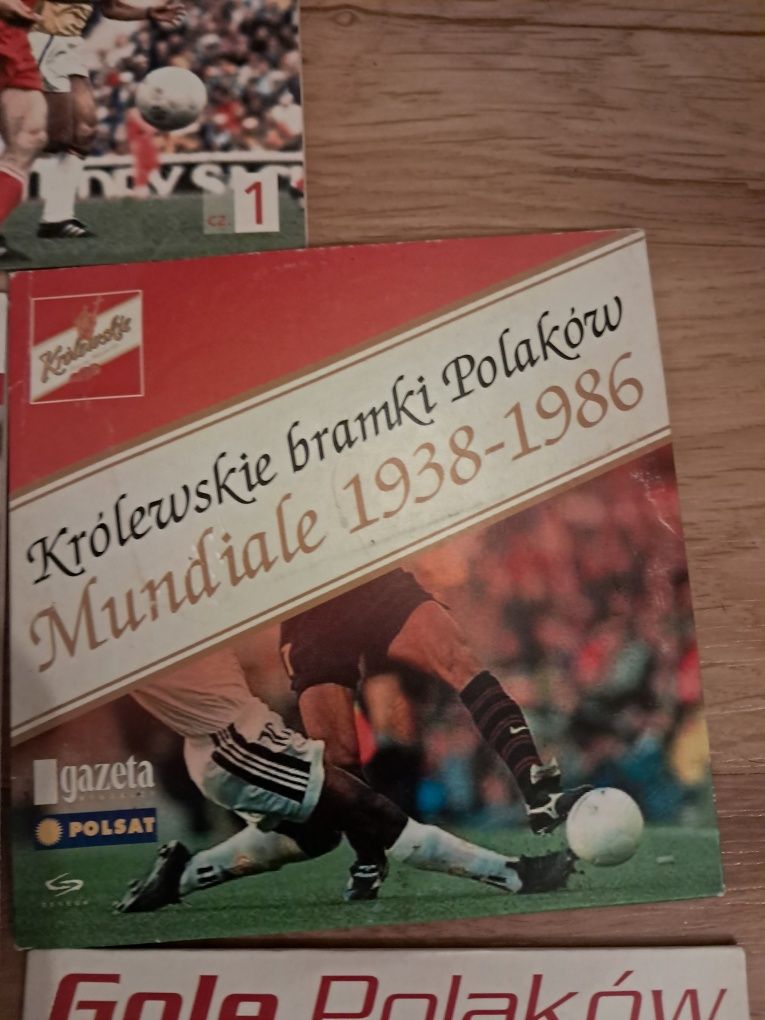 cz. 1
Królewskie
Królewskie bramki Polaków
Mundiale 1938-1986
gazeta
POLSAT
Gole Polaków